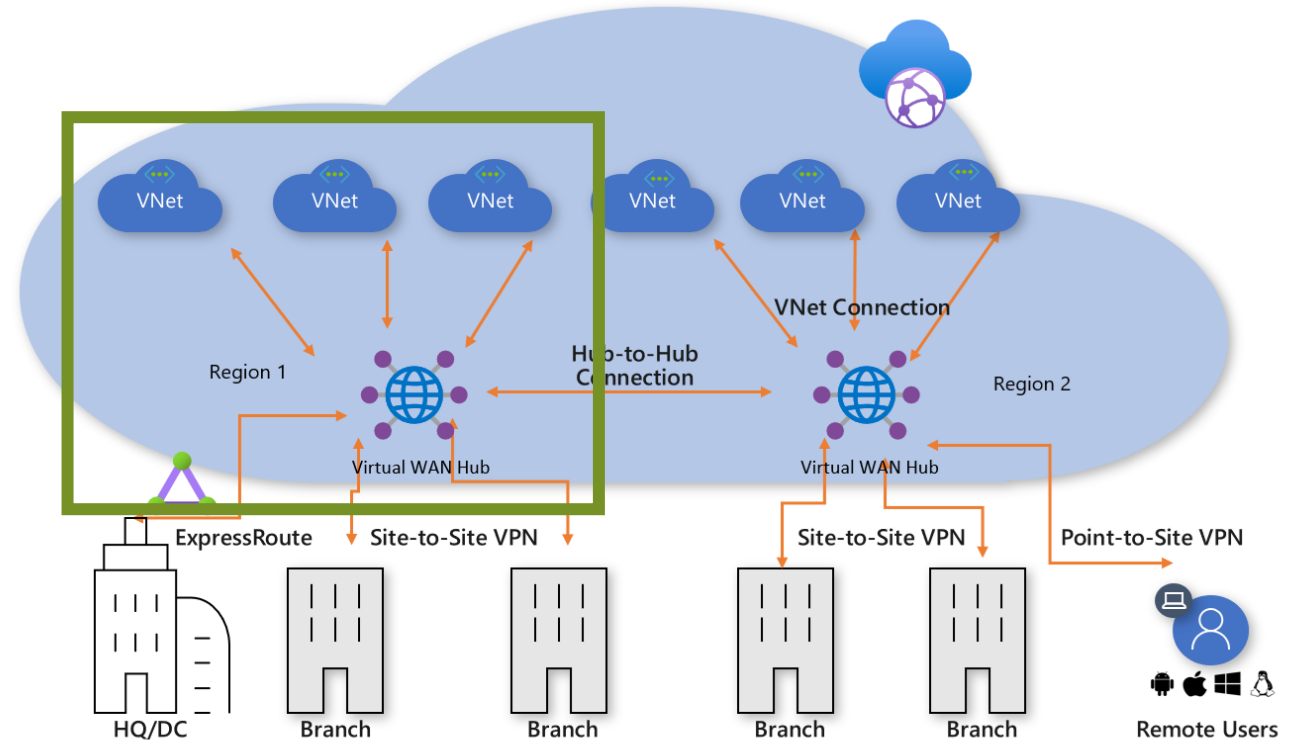 VNet
VNet
VNet
VNet
VNet
VNet
VNet Connection
Hub-to-Hub
Connection
Region 1
Region 2
Virtual WAN Hub
Virtual WAN Hub
ExpressRoute
Site-to-Site VPN
Site-to-Site VPN
Point-to-Site VPN
HQ/DC
Branch
Branch
Branch
Branch
Remote Users